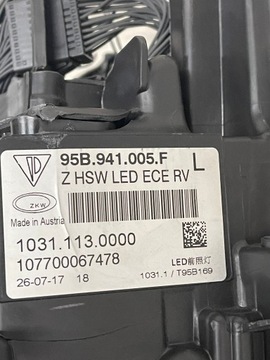 95B.941.005.F L
Z HSW LED ECE RV
ZKW
Made in Austria
1031.113.0000
107700067478
LED前照灯
26-07-17 18
1031.1 / T95B169